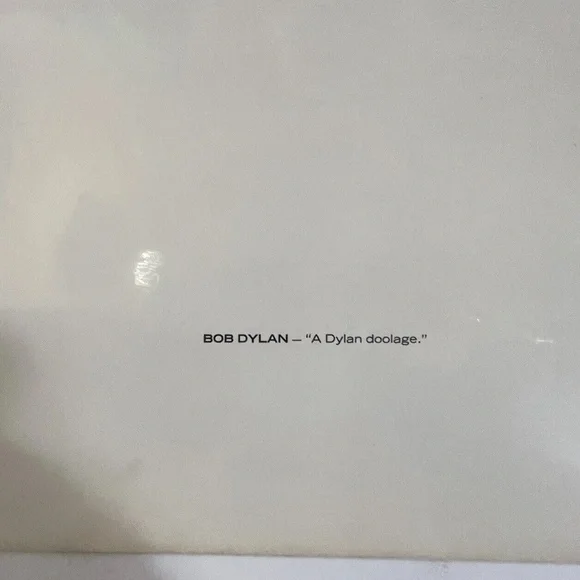 BOB DYLAN – “A Dylan doolage.”